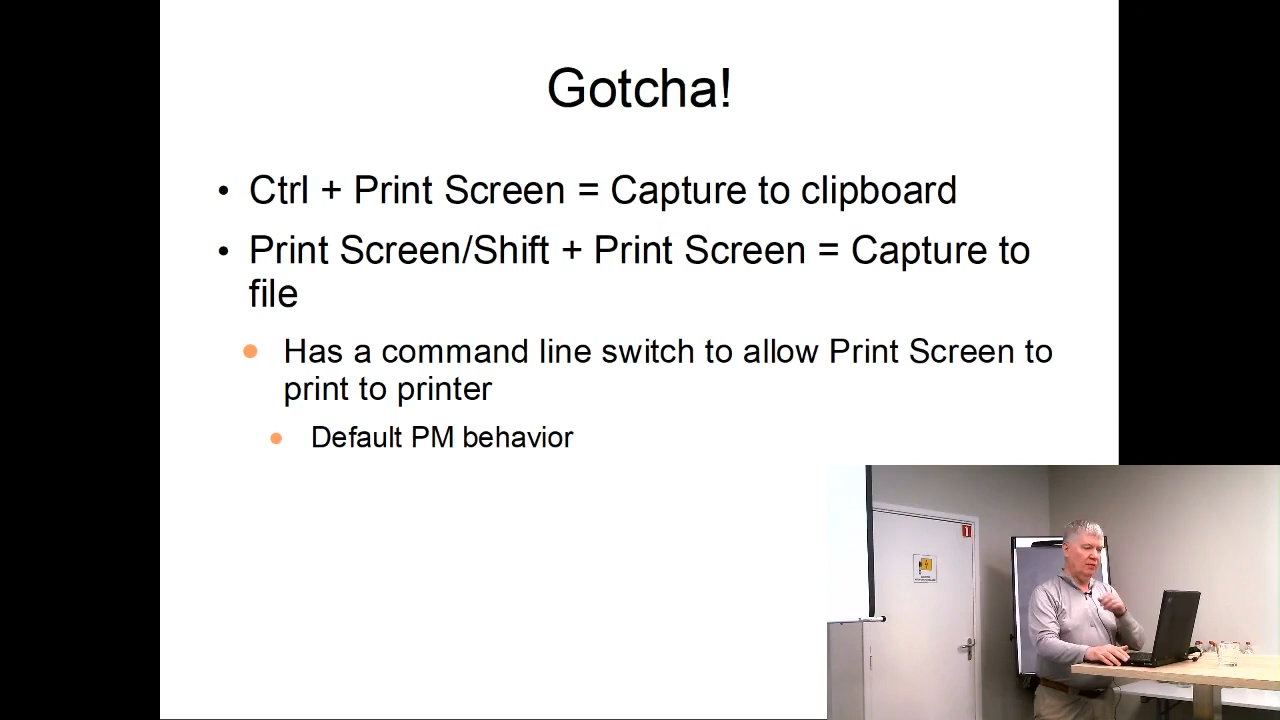 Gotcha!
• Ctrl + Print Screen = Capture to clipboard
• Print Screen/Shift + Print Screen = Capture to
file
Has a command line switch to allow Print Screen to
print to printer
Default PM behavior